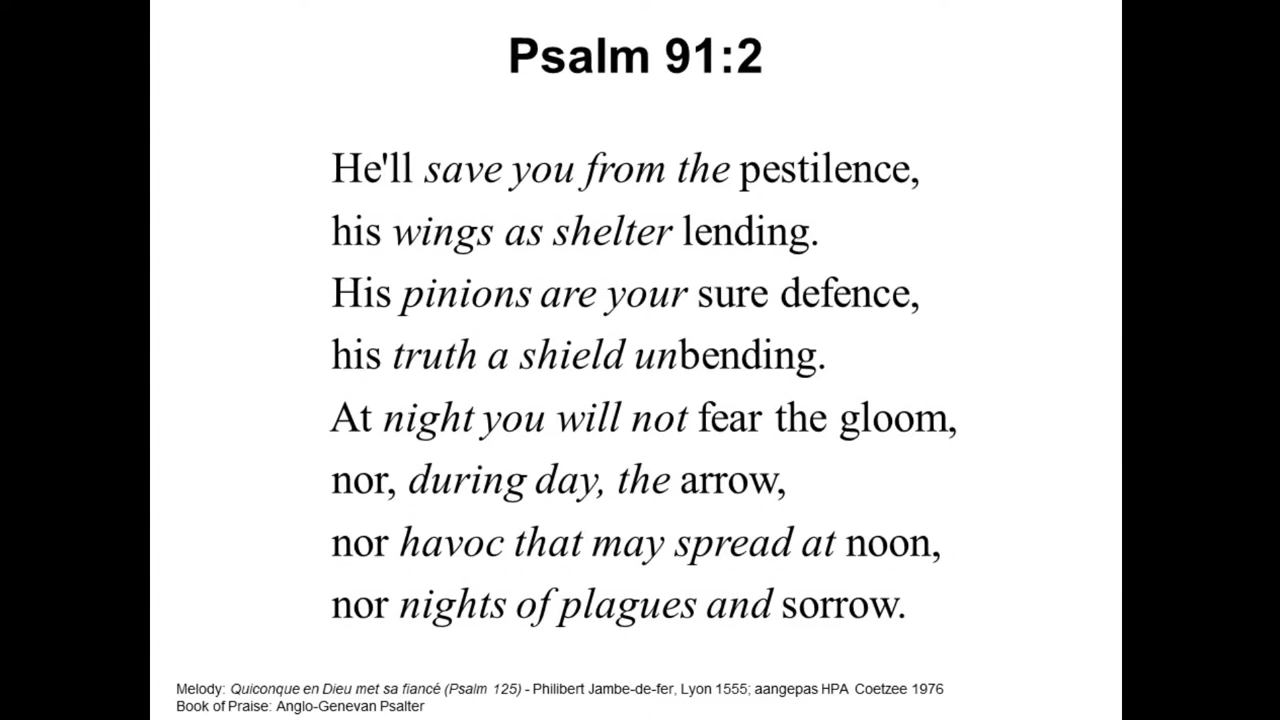 Psalm 91:2
He'll save you from the pestilence,
his wings as shelter lending.
His pinions are your sure defence,
his truth a shield unbending.
At night you will not fear the gloom,
nor, during day, the arrow,
nor havoc that may spread at noon,
nor nights of plagues and sorrow.
Melody: Quiconque en Dieu met sa fiancé (Psalm 125) - Philibert Jambe-de-fer, Lyon 1555; aangepas HPA Coetzee 1976
Book of Praise: Anglo-Genevan Psalter